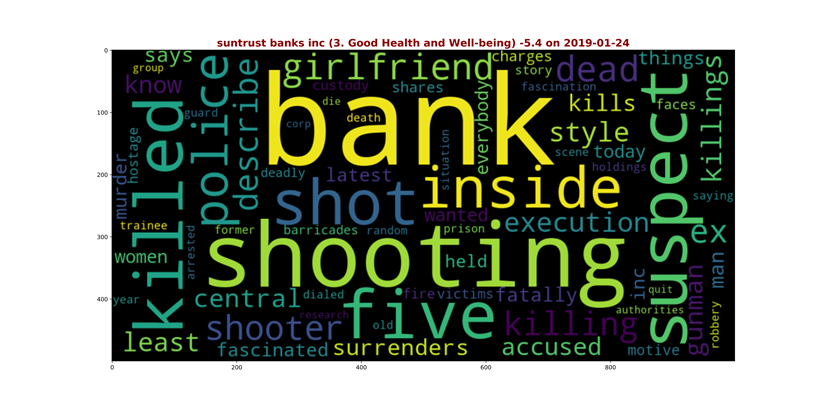 suntrust banks inc (3. Good Health and Well-being) -5.4 on 2019-01-24
0
100
200
300
400
0
200
400
600
800
says
girlfriend
charges
things
group
story
dead
know
custody
shares
fascination
police
describe
bank
everybody
kills
suspect
killings
die
faces
guard
death
corp
style
killed
hostage
situation
scene
today
deadly
latest
holdings
murder
shot
inside
saying
wanted
execution
trainee
former
barricades
random
prison
ex
arrested
shooting
women
held
man
inc
gunman
year
central
dialed
five
fire
victims
fatally
quit
authorities
research
robbery
shooter
old
killing
least
fascinated
surrenders
accused
motive